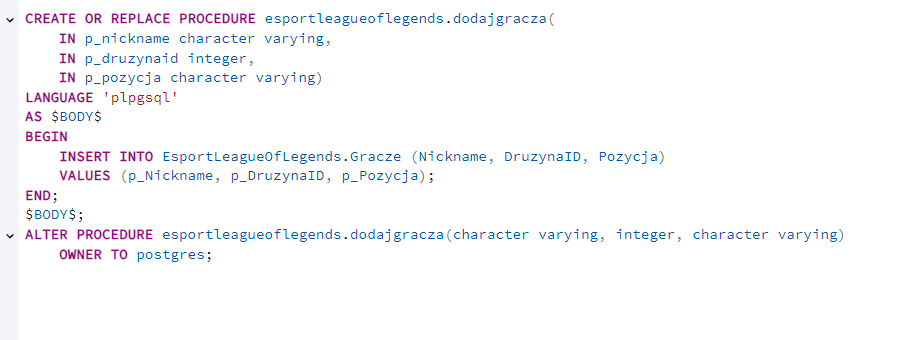 CREATE OR REPLACE PROCEDURE esportleagueoflegends.dodajgracza(
    IN p_nickname character varying,
    IN p_druzynaid integer,
    IN p_pozycja character varying)
LANGUAGE 'plpgsql'
AS $BODY$
BEGIN
    INSERT INTO EsportLeagueOfLegends.Gracze (Nickname, DruzynaID, Pozycja)
    VALUES (p_Nickname, p_DruzynaID, p_Pozycja);
END;
$BODY$;
ALTER PROCEDURE esportleagueoflegends.dodajgracza(character varying, integer, character varying)
    OWNER TO postgres;